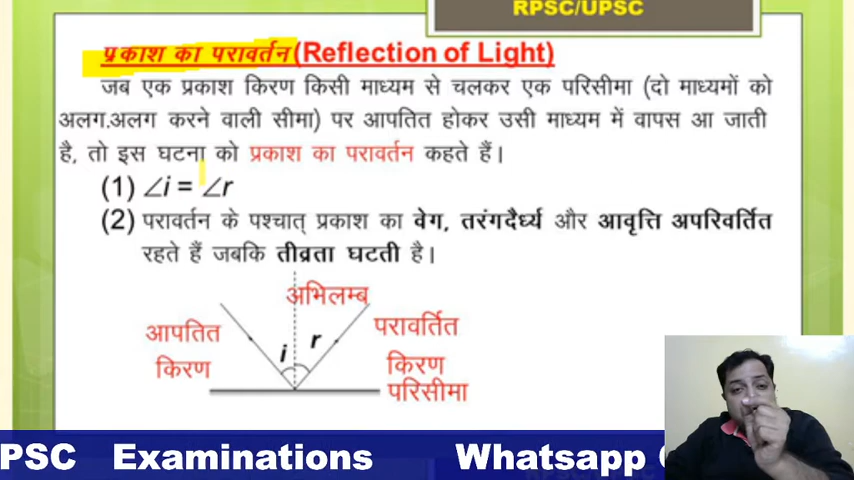 RPSC/UPSC
प्रकाश का परावर्तन (Reflection of Light)
जब एक प्रकाश किरण किसी माध्यम से चलकर एक परिसीमा (दो माध्यमों को
अलग.अलग करने वाली सीमा) पर आपतित होकर उसी माध्यम में वापस आ जाती
है, तो इस घटना को प्रकाश का परावर्तन कहते हैं।
(1) ∠i = ∠r
(2) परावर्तन के पश्चात् प्रकाश का वेग, तरंगदैर्ध्य और आवृत्ति अपरिवर्तित
रहते हैं जबकि तीव्रता घटती है।
अभिलम्ब
आपतित
किरण
i
r
परावर्तित
किरण
परिसीमा
PSC Examinations Whatsapp